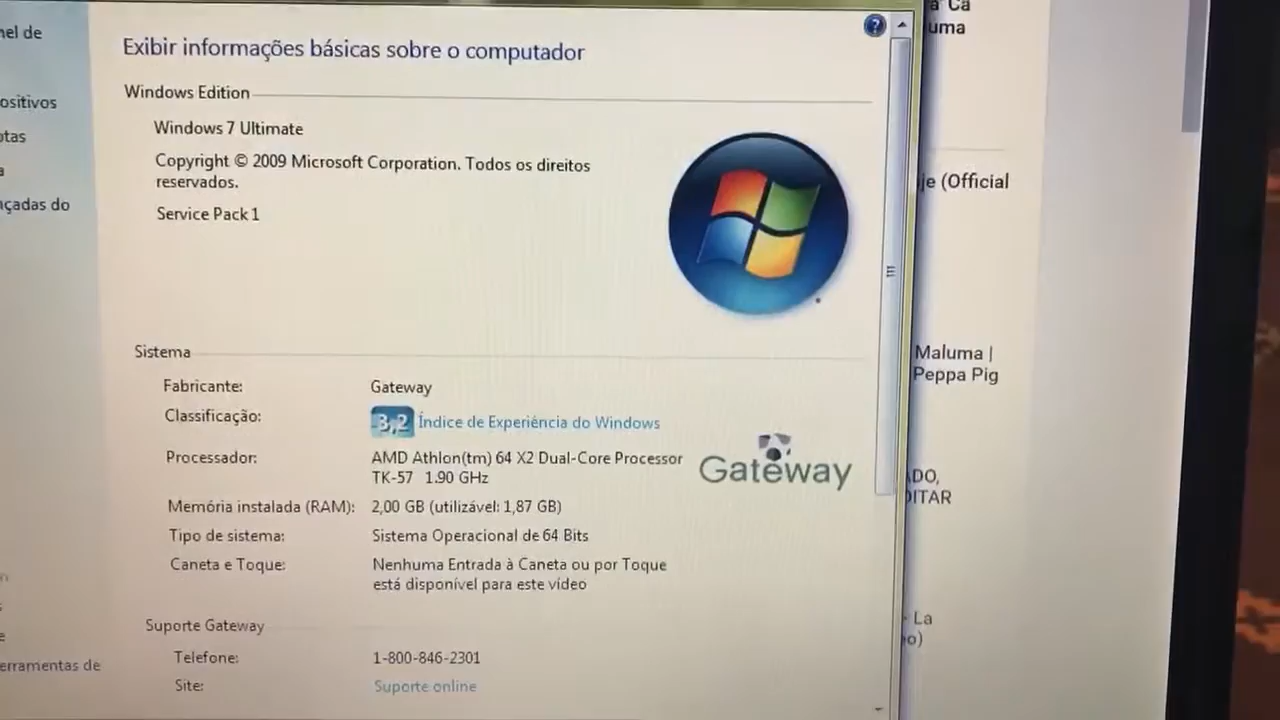 a Ca
uma
nel de
Exibir informações básicas sobre o computador
Windows Edition
ositivos
Windows 7 Ultimate
otas
Copyright © 2009 Microsoft Corporation. Todos os direitos
reservados.
a
je (Official
çadas do
Service Pack 1
Sistema
Maluma |
Peppa Pig
Fabricante:
Gateway
Classificação:
3,2 Índice de Experiência do Windows
Processador:
AMD Athlon(tm) 64 X2 Dual-Core Processor
TK-57 1.90 GHz
Gateway
DO,
DITAR
Memória instalada (RAM):
2,00 GB (utilizável: 1,87 GB)
Tipo de sistema:
Sistema Operacional de 64 Bits
Caneta e Toque:
Nenhuma Entrada à Caneta ou por Toque
está disponível para este vídeo
- La
o)
Suporte Gateway
e
erramentas de
Telefone:
1-800-846-2301
Site:
Suporte online